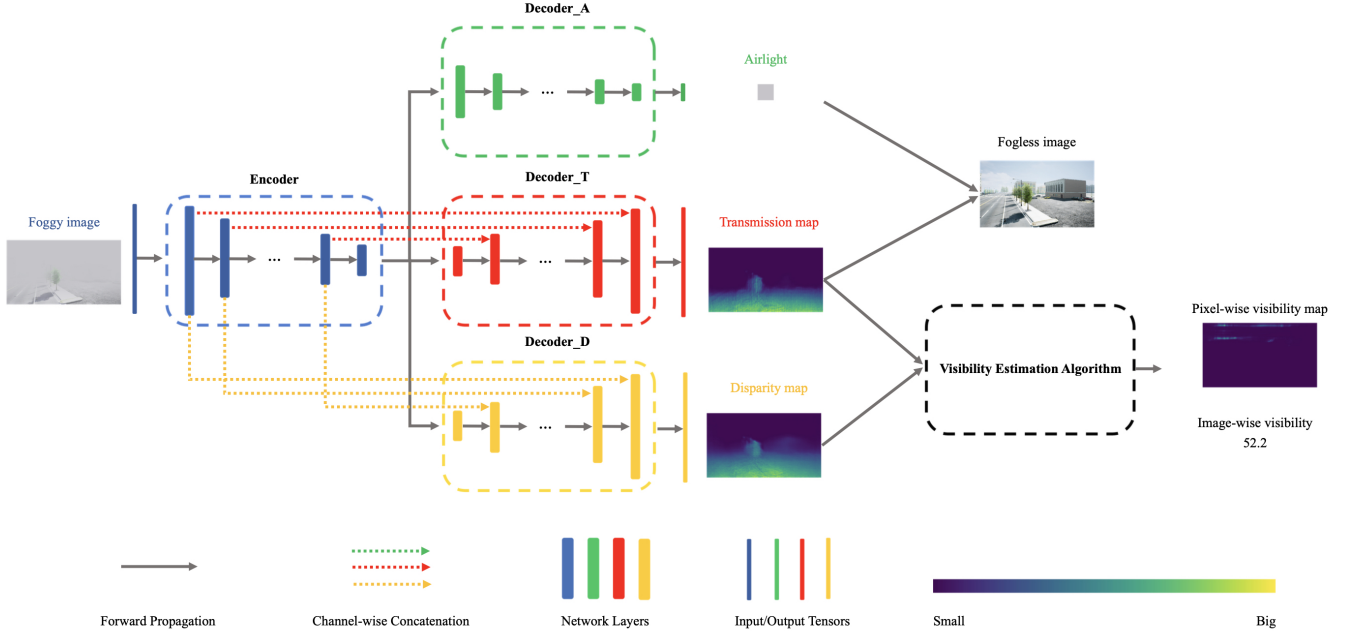 Decoder_A
Airlight
...
Fogless image
Encoder
Decoder_T
Foggy image
Transmission map
...
...
Pixel-wise visibility map
Decoder_D
Visibility Estimation Algorithm
Disparity map
Image-wise visibility
52.2
...
Forward Propagation
Channel-wise Concatenation
Network Layers
Input/Output Tensors
Small
Big